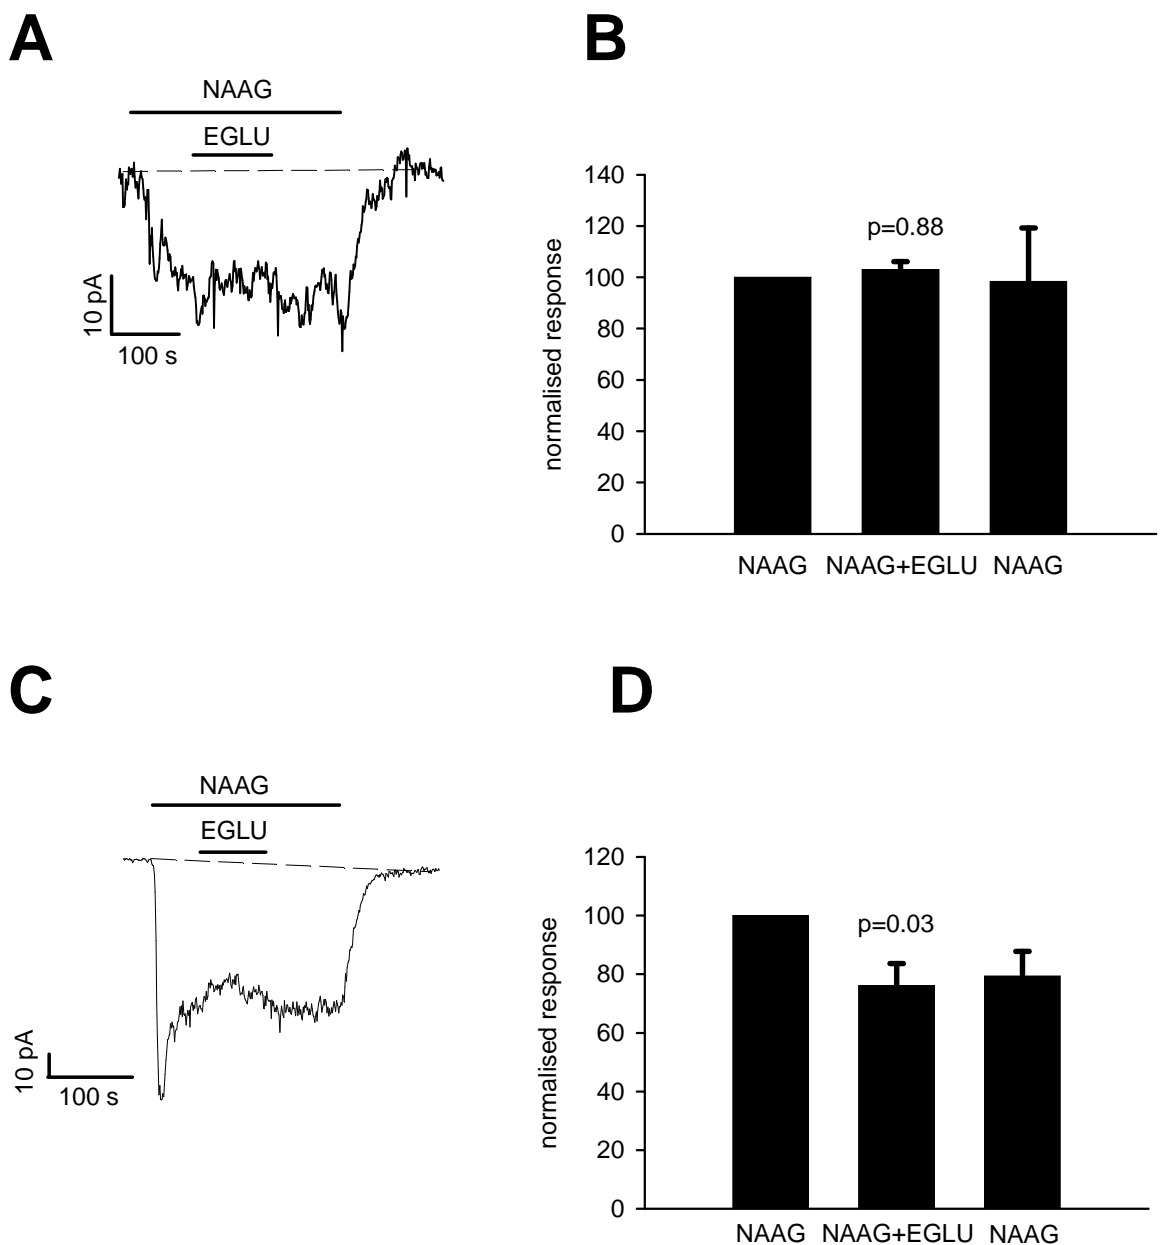 A
NAAG
EGLU
10 pA
100 s
B
normalised response
140
120
100
80
60
40
20
0
p=0.88
NAAG NAAG+EGLU NAAG
C
NAAG
EGLU
10 pA
100 s
D
normalised response
120
100
80
60
40
20
0
p=0.03
NAAG NAAG+EGLU NAAG